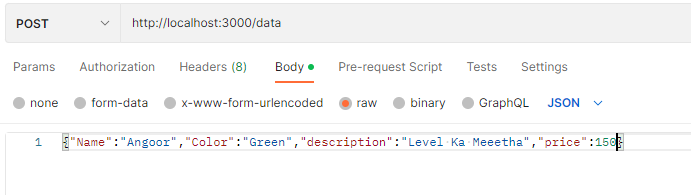 POST http://localhost:3000/data
Params Authorization Headers (8) Body Pre-request Script Tests Settings
none form-data x-www-form-urlencoded raw binary GraphQL JSON
1 {"Name":"Angoor","Color":"Green","description":"Level Ka Meeetha","price":150}